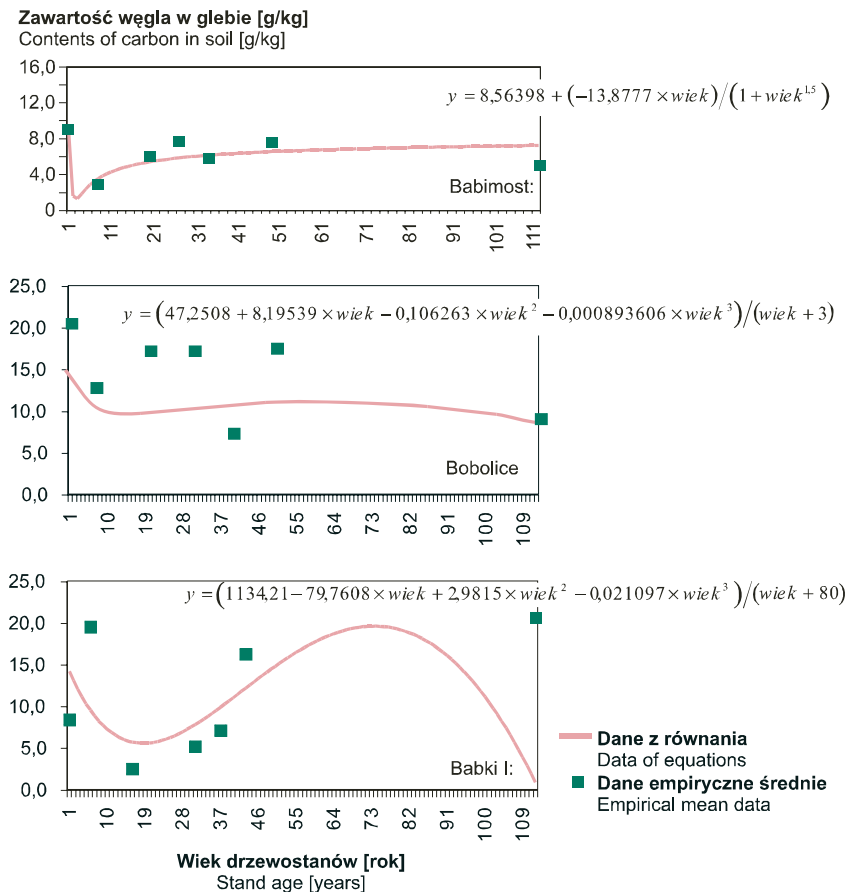 Zawartość węgla w glebie [g/kg]
Contents of carbon in soil [g/kg]
16,0
12,0
8,0
4,0
0
y = 8,56398 + (−13,8777 × wiek)/(1 + wiek^1,5)
Babimost:
1 11 21 31 41 51 61 71 81 91 101 111
25,0
20,0
15,0
10,0
5,0
0,0
y = (47,2508 + 8,19539 × wiek − 0,106263 × wiek² − 0,000893606 × wiek³)/(wiek + 3)
Bobolice
1 10 19 28 37 46 55 64 73 82 91 100 109
25,0
20,0
15,0
10,0
5,0
0,0
y = (1134,21 − 79,7608 × wiek + 2,9815 × wiek² − 0,021097 × wiek³)/(wiek + 80)
Babki I:
1 10 19 28 37 46 55 64 73 82 91 100 109
Dane z równania
Data of equations
Dane empiryczne średnie
Empirical mean data
Wiek drzewostanów [rok]
Stand age [years]